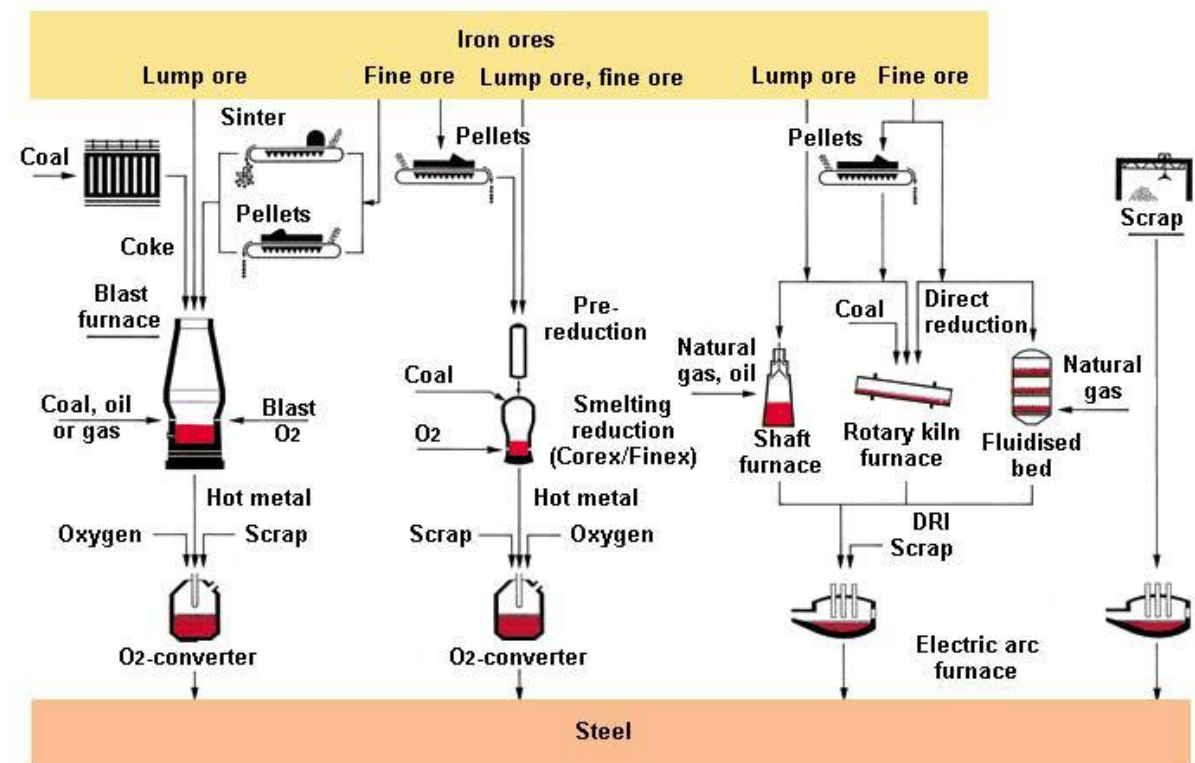 Iron ores
Lump ore
Fine ore
Lump ore, fine ore
Lump ore
Fine ore
Sinter
Pellets
Pellets
Coal
Scrap
Pellets
Coke
Blast
furnace
Pre-
reduction
Coal
Direct
reduction
Natural
gas, oil
Natural
gas
Coal
Coal, oil
or gas
Blast
O2
O2
Smelting
reduction
(Corex/Finex)
Shaft
furnace
Rotary kiln
furnace
Fluidised
bed
Hot metal
Hot metal
Oxygen
Scrap
Scrap
Oxygen
DRI
Scrap
O2-converter
O2-converter
Electric arc
furnace
Steel